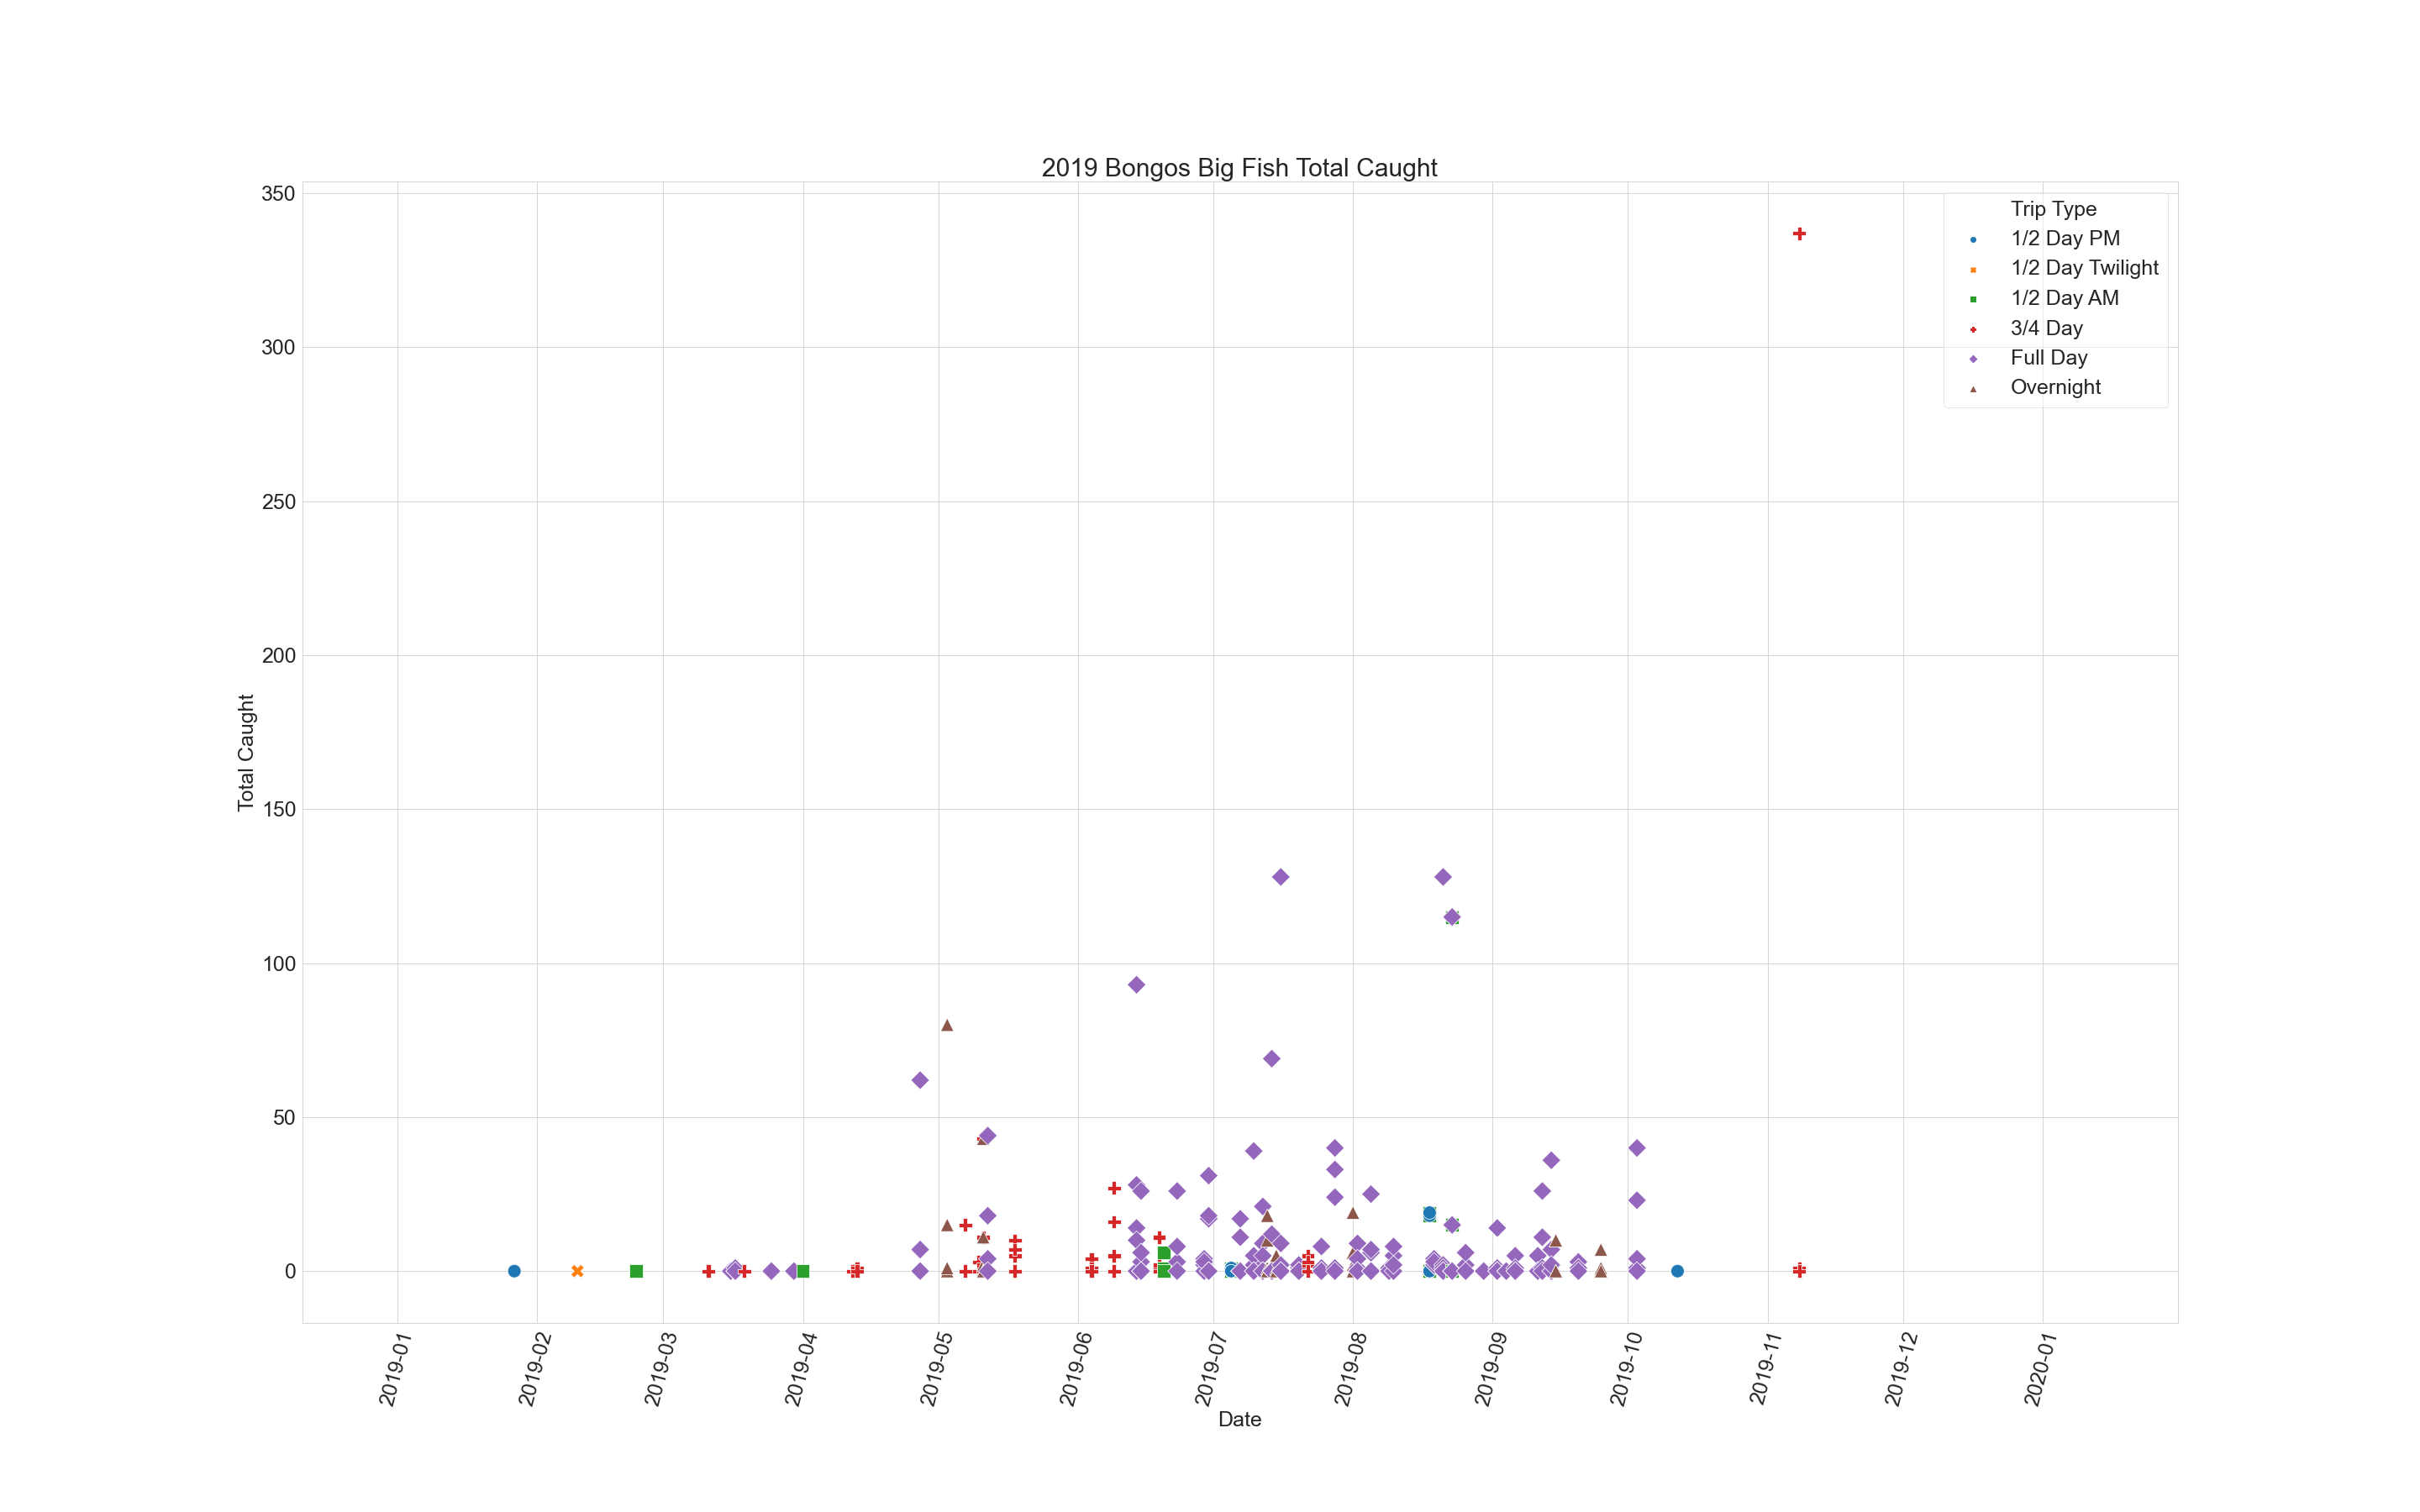 2019 Bongos Big Fish Total Caught
350
300
250
200
150
100
50
0
Total Caught
Trip Type
1/2 Day PM
1/2 Day Twilight
1/2 Day AM
3/4 Day
Full Day
Overnight
2019-01
2019-02
2019-03
2019-04
2019-05
2019-06
2019-07
2019-08
2019-09
2019-10
2019-11
2019-12
2020-01
Date